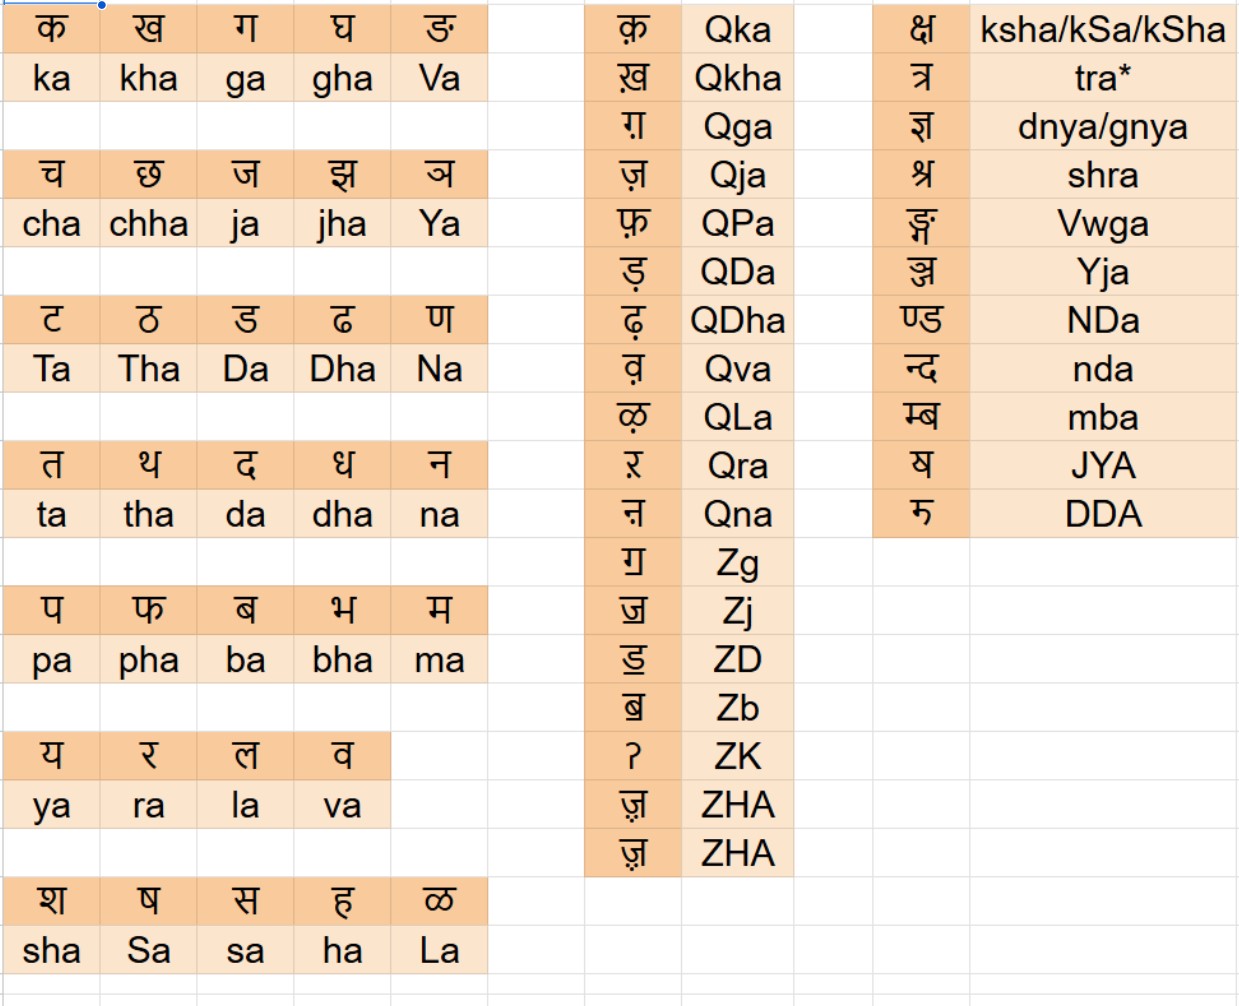 क ख ग घ ङ क़ Qka क्ष ksha/kSa/kSha
ka kha ga gha Va ख़ Qkha त्र tra*
ग़ Qga ज्ञ dnya/gnya
च छ ज झ ञ ज़ Qja श्र shra
cha chha ja jha Ya फ़ QPa ङ्ग Vwga
ड़ QDa ञ्ज Yja
ट ठ ड ढ ण ढ़ QDha ण्ड NDa
Ta Tha Da Dha Na व़ Qva न्द nda
ऴ QLa म्ब mba
त थ द ध न ऱ Qra ॺ JYA
ta tha da dha na ऩ Qna ॸ DDA
ॻ Zg
प फ ब भ म ॼ Zj
pa pha ba bha ma ॾ ZD
ॿ Zb
य र ल व ॽ ZK
ya ra la va ZHA
ZHA
श ष स ह ळ
sha Sa sa ha La